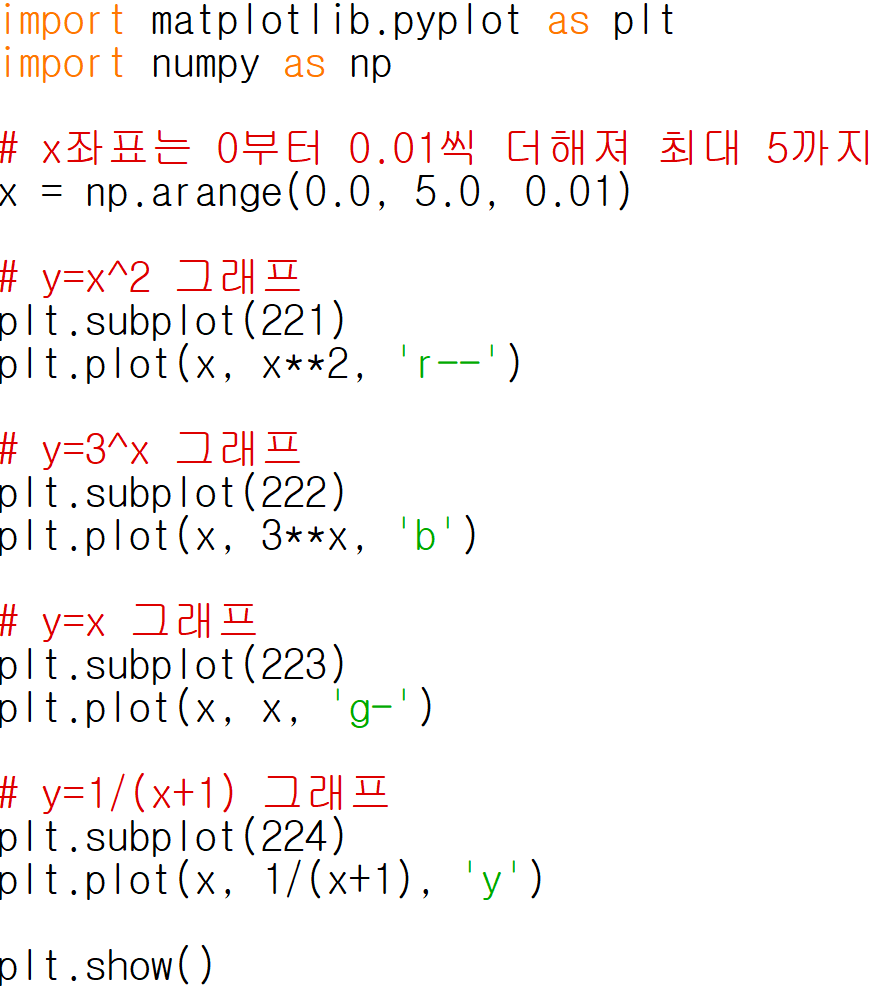 import matplotlib.pyplot as plt
import numpy as np
# x좌표는 0부터 0.01씩 더해져 최대 5까지
x = np.arange(0.0, 5.0, 0.01)
# y=x^2 그래프
plt.subplot(221)
plt.plot(x, x**2, 'r--')
# y=3^x 그래프
plt.subplot(222)
plt.plot(x, 3**x, 'b')
# y=x 그래프
plt.subplot(223)
plt.plot(x, x, 'g-')
# y=1/(x+1) 그래프
plt.subplot(224)
plt.plot(x, 1/(x+1), 'y')
plt.show()